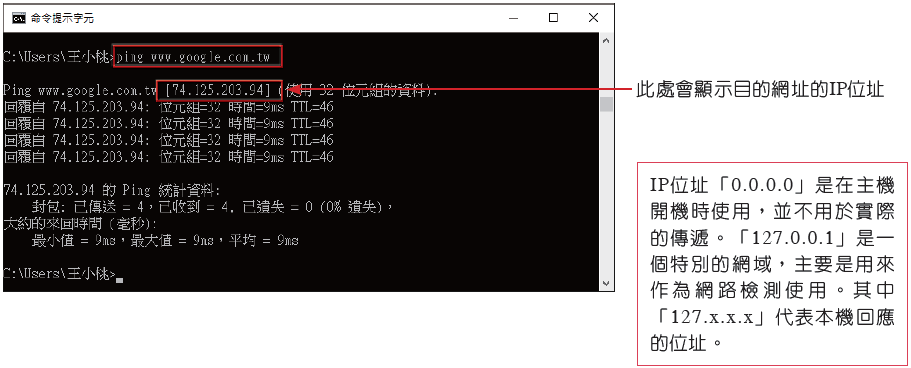 命令提示字元
C:\Users\王小桃>ping www.google.com.tw
Ping www.google.com.tw [74.125.203.94] (使用 32 位元組的資料):
回覆自 74.125.203.94: 位元組=32 時間=9ms TTL=46
回覆自 74.125.203.94: 位元組=32 時間=9ms TTL=46
回覆自 74.125.203.94: 位元組=32 時間=9ms TTL=46
回覆自 74.125.203.94: 位元組=32 時間=9ms TTL=46
74.125.203.94 的 Ping 統計資料:
封包: 已傳送 = 4，已收到 = 4, 已遺失 = 0 (0% 遺失)，
大約的來回時間 (毫秒):
最小值 = 9ms，最大值 = 9ms，平均 = 9ms
C:\Users\王小桃>
此處會顯示目的網址的IP位址
IP位址「0.0.0.0」是在主機
開機時使用，並不用於實際
的傳遞。「127.0.0.1」是一
個特別的網域，主要是用來
作為網路檢測使用。其中
「127.x.x.x」代表本機回應
的位址。